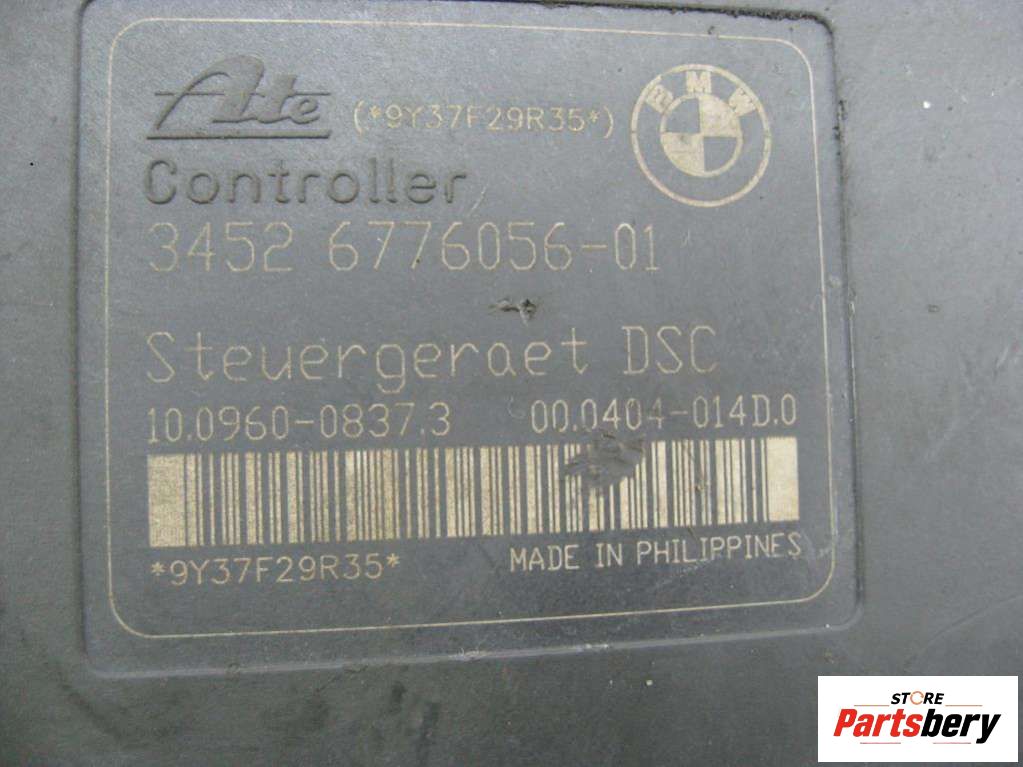 Ate (*9Y37F29R35*) BMW
Controller
3452 6776056-01
Steuergeraet DSC
10.0960-0837.3 00.0404-014D.0
*9Y37F29R35* MADE IN PHILIPPINES
STORE
Partsbery